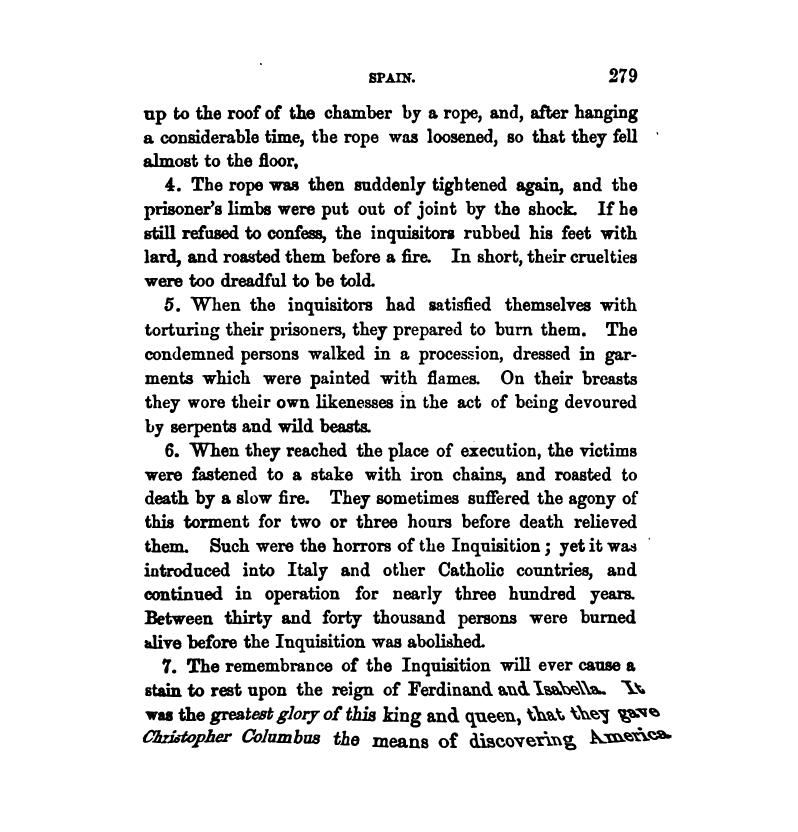 SPAIN. 279
up to the roof of the chamber by a rope, and, after hanging
a considerable time, the rope was loosened, so that they fell
almost to the floor,
4. The rope was then suddenly tightened again, and the
prisoner's limbs were put out of joint by the shock. If he
still refused to confess, the inquisitors rubbed his feet with
lard, and roasted them before a fire. In short, their cruelties
were too dreadful to be told.
5. When the inquisitors had satisfied themselves with
torturing their prisoners, they prepared to burn them. The
condemned persons walked in a procession, dressed in gar-
ments which were painted with flames. On their breasts
they wore their own likenesses in the act of being devoured
by serpents and wild beasts.
6. When they reached the place of execution, the victims
were fastened to a stake with iron chains, and roasted to
death by a slow fire. They sometimes suffered the agony of
this torment for two or three hours before death relieved
them. Such were the horrors of the Inquisition; yet it was
introduced into Italy and other Catholic countries, and
continued in operation for nearly three hundred years.
Between thirty and forty thousand persons were burned
alive before the Inquisition was abolished.
7. The remembrance of the Inquisition will ever cause a
stain to rest upon the reign of Ferdinand and Isabella. It
was the greatest glory of this king and queen, that they gave
Christopher Columbus the means of discovering America.